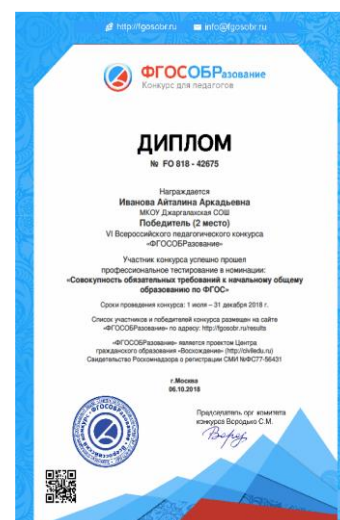 http://fgosobr.ru info@fgosobr.ru
ФГОСОБРазование
Конкурс для педагогов
ДИПЛОМ
№ FO 818 - 42675
Награждается
Иванова Айталина Аркадьевна
МКОУ Джаргалахская СОШ
Победитель (2 место)
VI Всероссийского педагогического конкурса
«ФГОСОБРазование»
Участник конкурса успешно прошел
профессиональное тестирование в номинации:
«Совокупность обязательных требований к начальному общему
образованию по ФГОС»
Сроки проведения конкурса: 1 июля – 31 декабря 2018 г.
Список участников и победителей конкурса размещен на сайте
«ФГОСОБРазование» по адресу: http://fgosobr.ru/results
«ФГОСОБРазование» является проектом Центра
гражданского образования «Восхождение» (http://civiledu.ru)
Свидетельство Роскомнадзора о регистрации СМИ №ФС77-56431
г.Москва
06.10.2018
Председатель орг комитета
конкурса Вородько С.М.